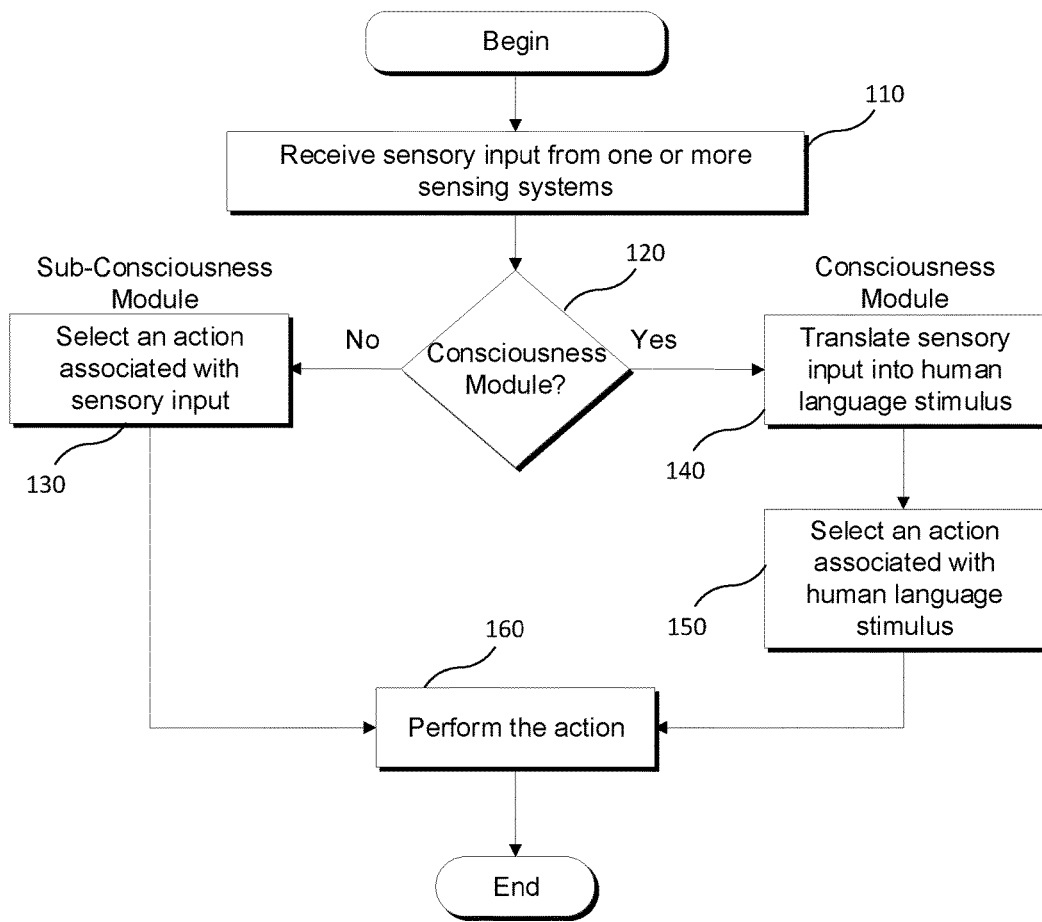 Begin
110
Receive sensory input from one or more
sensing systems
120
Sub-Consciousness
Module
Select an action
associated with
sensory input
130
No
Consciousness
Module?
Yes
Consciousness
Module
Translate sensory
input into human
language stimulus
140
Select an action
associated with
human language
stimulus
150
160
Perform the action
End